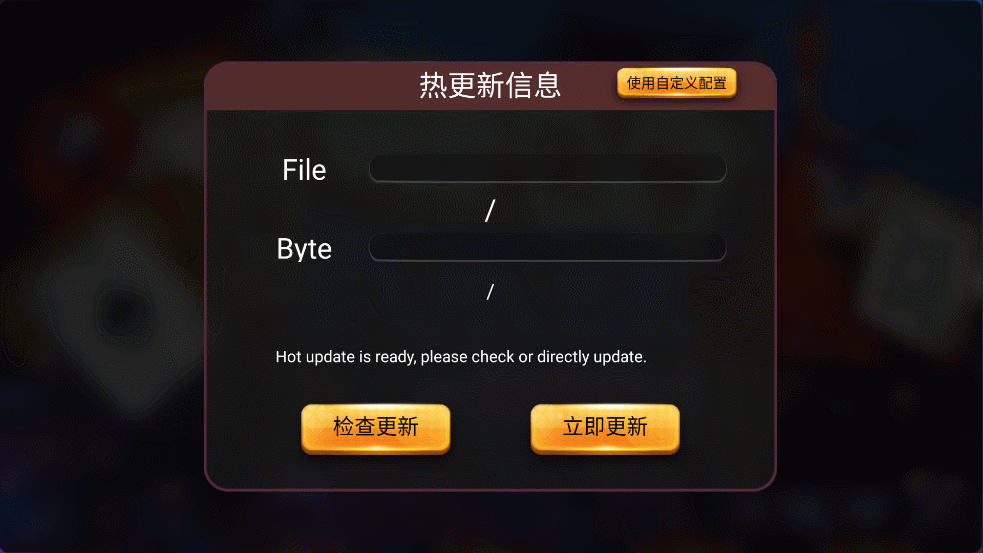 热更新信息
使用自定义配置
File
/
Byte
/
Hot update is ready, please check or directly update.
检查更新
立即更新